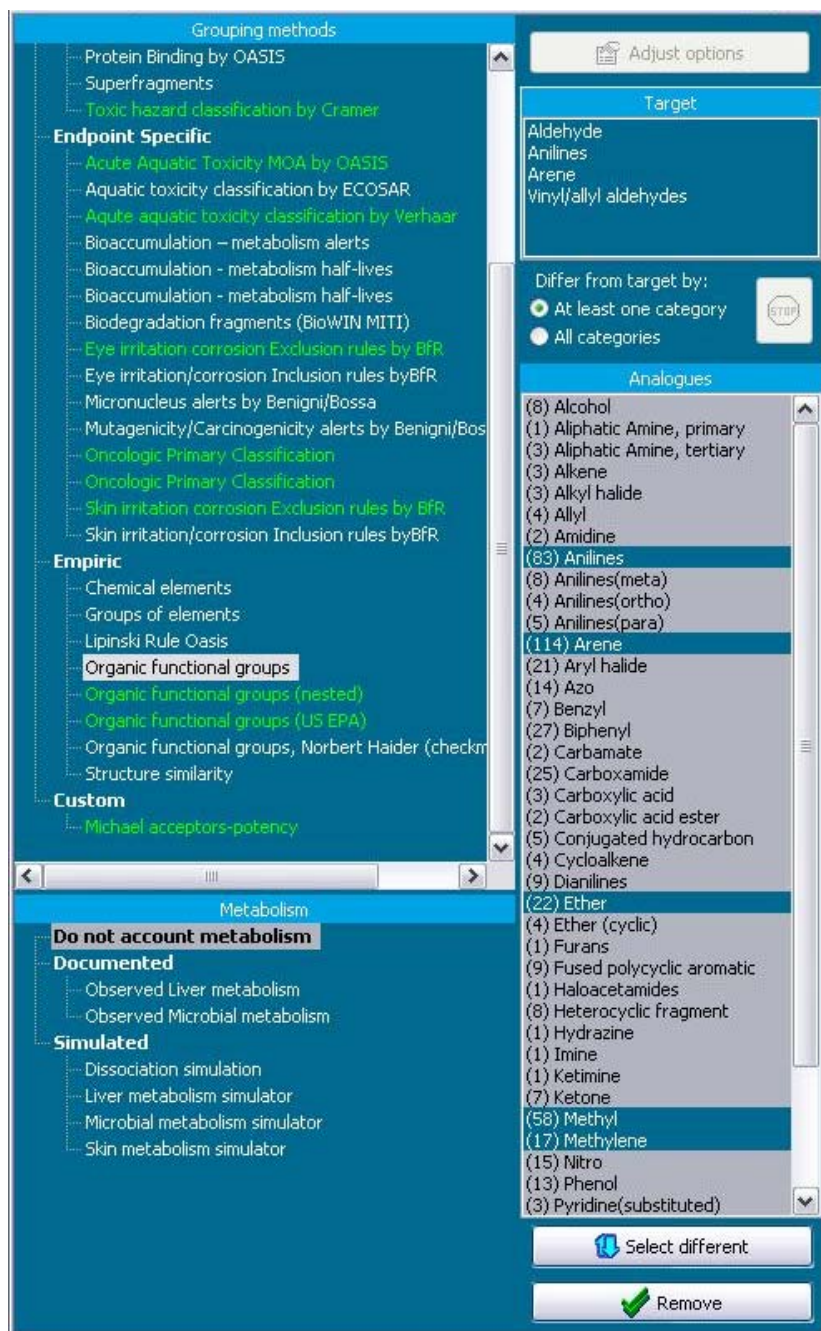 Grouping methods
Protein Binding by OASIS
Superfragments
Toxic hazard classification by Cramer
Endpoint Specific
Acute Aquatic Toxicity MOA by OASIS
Aquatic toxicity classification by ECOSAR
Aqute aquatic toxicity classification by Verhaar
Bioaccumulation – metabolism alerts
Bioaccumulation - metabolism half-lives
Bioaccumulation - metabolism half-lives
Biodegradation fragments (BioWIN MITI)
Eye irritation corrosion Exclusion rules by BfR
Eye irritation/corrosion Inclusion rules byBfR
Micronucleus alerts by Benigni/Bossa
Mutagenicity/Carcinogenicity alerts by Benigni/Bos
Oncologic Primary Classification
Oncologic Primary Classification
Skin irritation corrosion Exclusion rules by BfR
Skin irritation/corrosion Inclusion rules byBfR
Empiric
Chemical elements
Groups of elements
Lipinski Rule Oasis
Organic functional groups
Organic functional groups (nested)
Organic functional groups (US EPA)
Organic functional groups, Norbert Haider (checkm
Structure similarity
Custom
Michael acceptors-potency
Metabolism
Do not account metabolism
Documented
Observed Liver metabolism
Observed Microbial metabolism
Simulated
Dissociation simulation
Liver metabolism simulator
Microbial metabolism simulator
Skin metabolism simulator
Adjust options
Target
Aldehyde
Anilines
Arene
Vinyl/allyl aldehydes
Differ from target by:
At least one category
All categories
STOP
Analogues
(8) Alcohol
(1) Aliphatic Amine, primary
(3) Aliphatic Amine, tertiary
(3) Alkene
(3) Alkyl halide
(4) Allyl
(2) Amidine
(83) Anilines
(8) Anilines(meta)
(4) Anilines(ortho)
(5) Anilines(para)
(114) Arene
(21) Aryl halide
(14) Azo
(7) Benzyl
(27) Biphenyl
(2) Carbamate
(25) Carboxamide
(3) Carboxylic acid
(2) Carboxylic acid ester
(5) Conjugated hydrocarbon
(4) Cycloalkene
(9) Dianilines
(22) Ether
(4) Ether (cyclic)
(1) Furans
(9) Fused polycyclic aromatic
(1) Haloacetamides
(8) Heterocyclic fragment
(1) Hydrazine
(1) Imine
(1) Ketimine
(7) Ketone
(58) Methyl
(17) Methylene
(15) Nitro
(13) Phenol
(3) Pyridine(substituted)
Select different
Remove